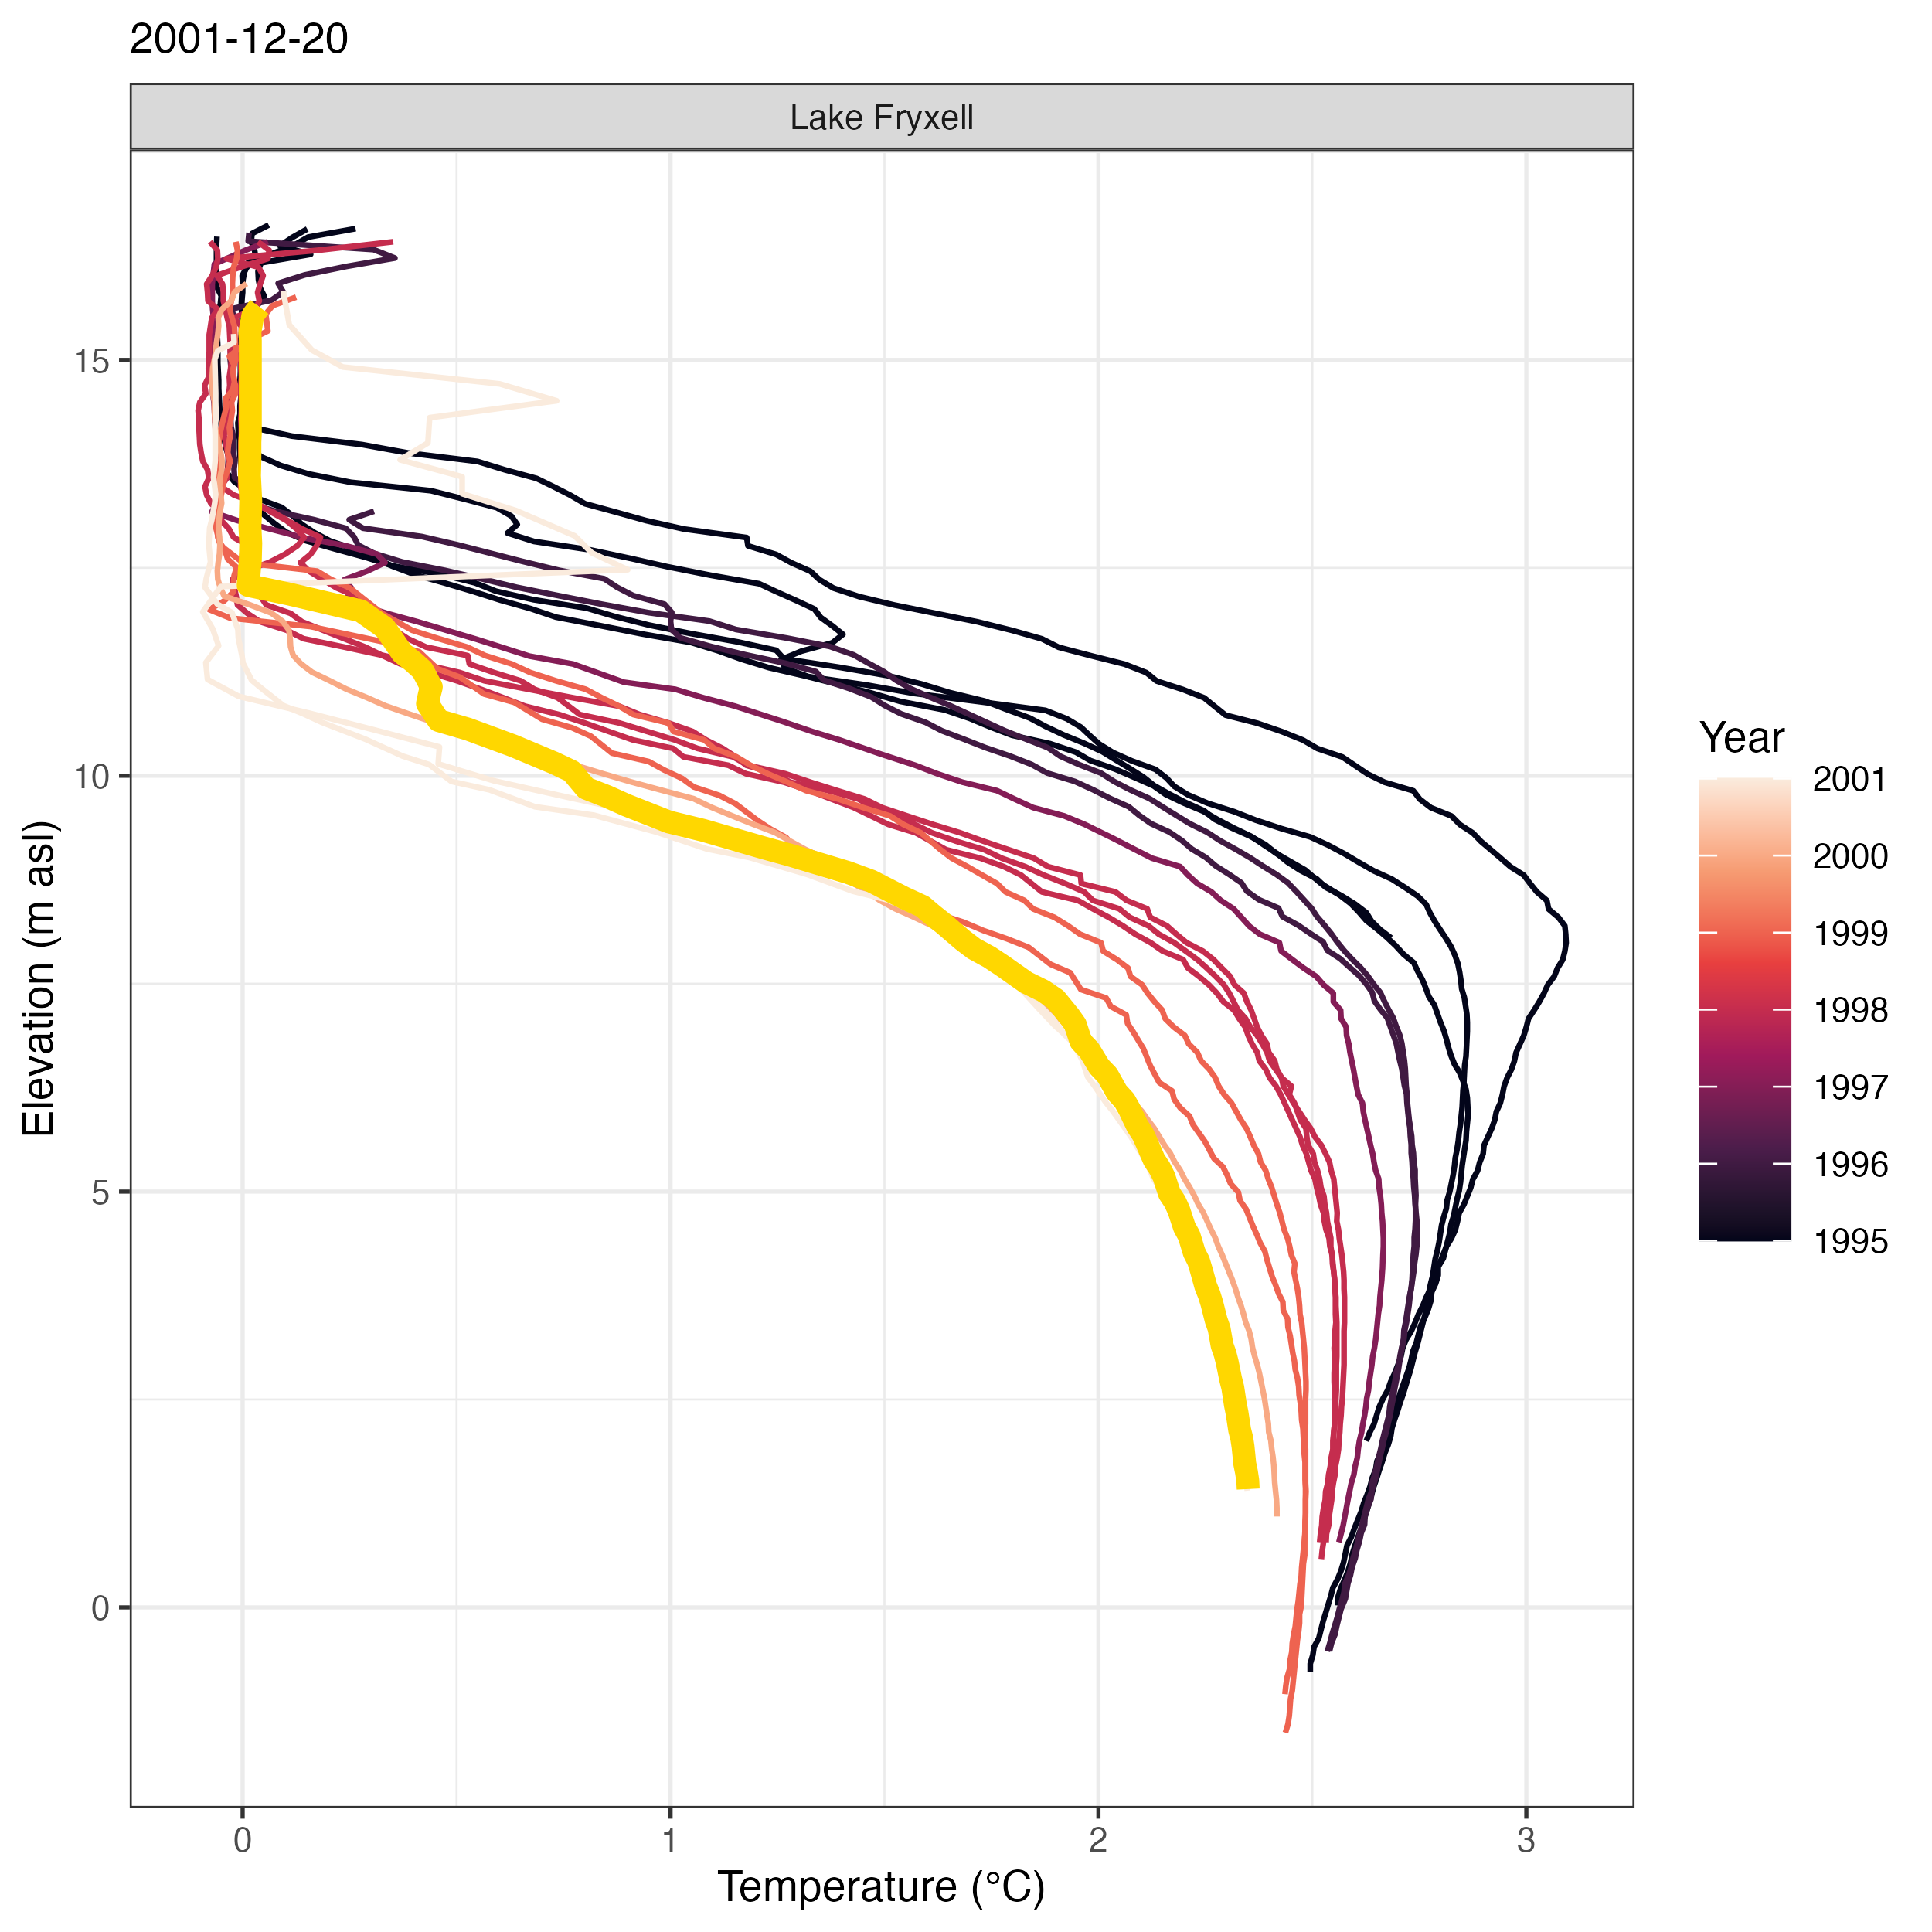 2001-12-20
Lake Fryxell
15
10
5
0
Elevation (m asl)
0 1 2 3
Temperature (°C)
Year
2001
2000
1999
1998
1997
1996
1995